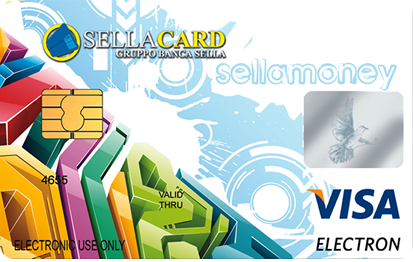 SELLACARD
GRUPPO BANCA SELLA
sellamoney
4655
VALID
THRU
VISA
ELECTRONIC USE ONLY
ELECTRON